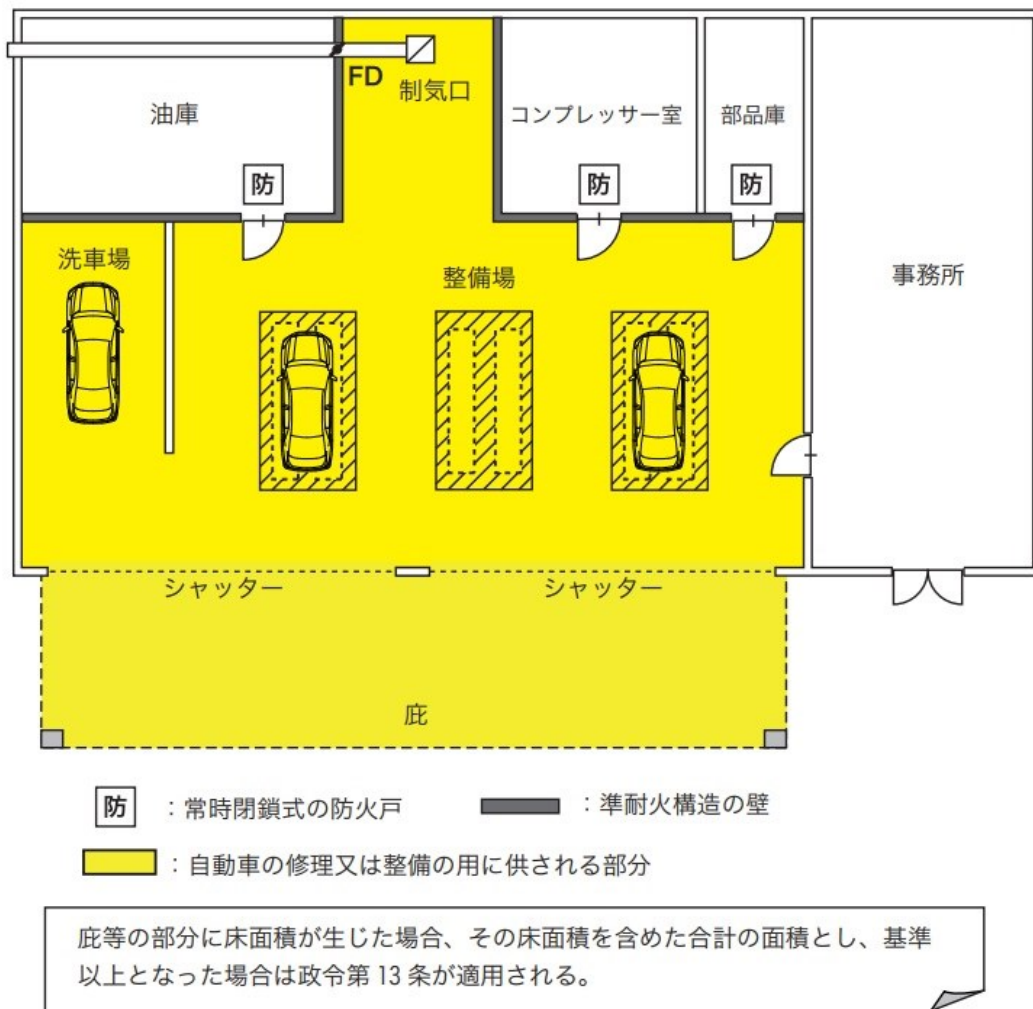 FD
制気口
油庫
コンプレッサー室
部品庫
防
防
防
洗車場
整備場
事務所
シャッター
シャッター
庇
防 ：常時閉鎖式の防火戸
：準耐火構造の壁
：自動車の修理又は整備の用に供される部分
庇等の部分に床面積が生じた場合、その床面積を含めた合計の面積とし、基準
以上となった場合は政令第 13 条が適用される。